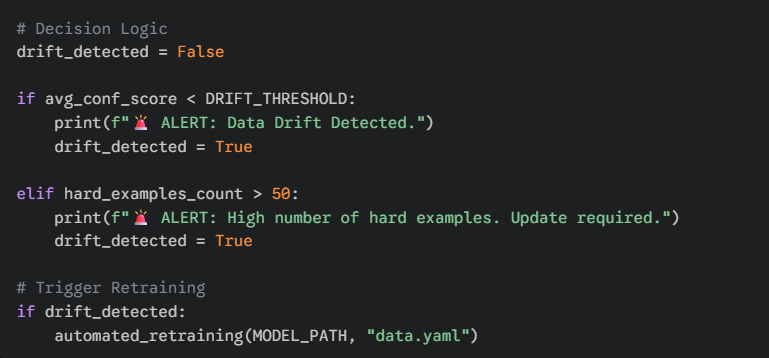 # Decision Logic
drift_detected = False
if avg_conf_score < DRIFT_THRESHOLD:
    print(f"🚨 ALERT: Data Drift Detected.")
    drift_detected = True
elif hard_examples_count > 50:
    print(f"🚨 ALERT: High number of hard examples. Update required.")
    drift_detected = True
# Trigger Retraining
if drift_detected:
    automated_retraining(MODEL_PATH, "data.yaml")